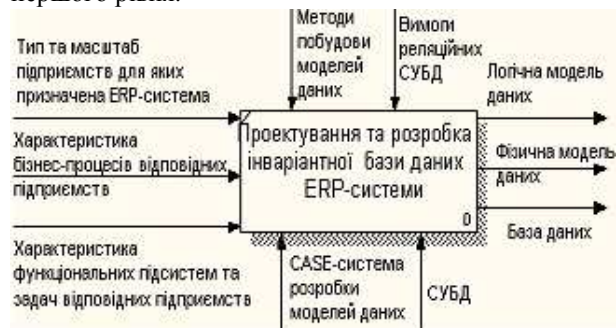 першого рівня.
Методи
побудови
моделей
даних
Вимоги
реляційних
СУБД
Тип та масштаб
підприємств для яких
призначена ERP-система
Логічна модель
даних
Характеристика
бізнес-процесів відповідних
підприємств
Проектування та розробка
інваріантної бази даних
ERP-системи
0
Фізична модель
даних
База даних
Характеристика
функціональних підсистем та
задач відповідних підприємств
CASE-система
розробки
моделей даних
СУБД